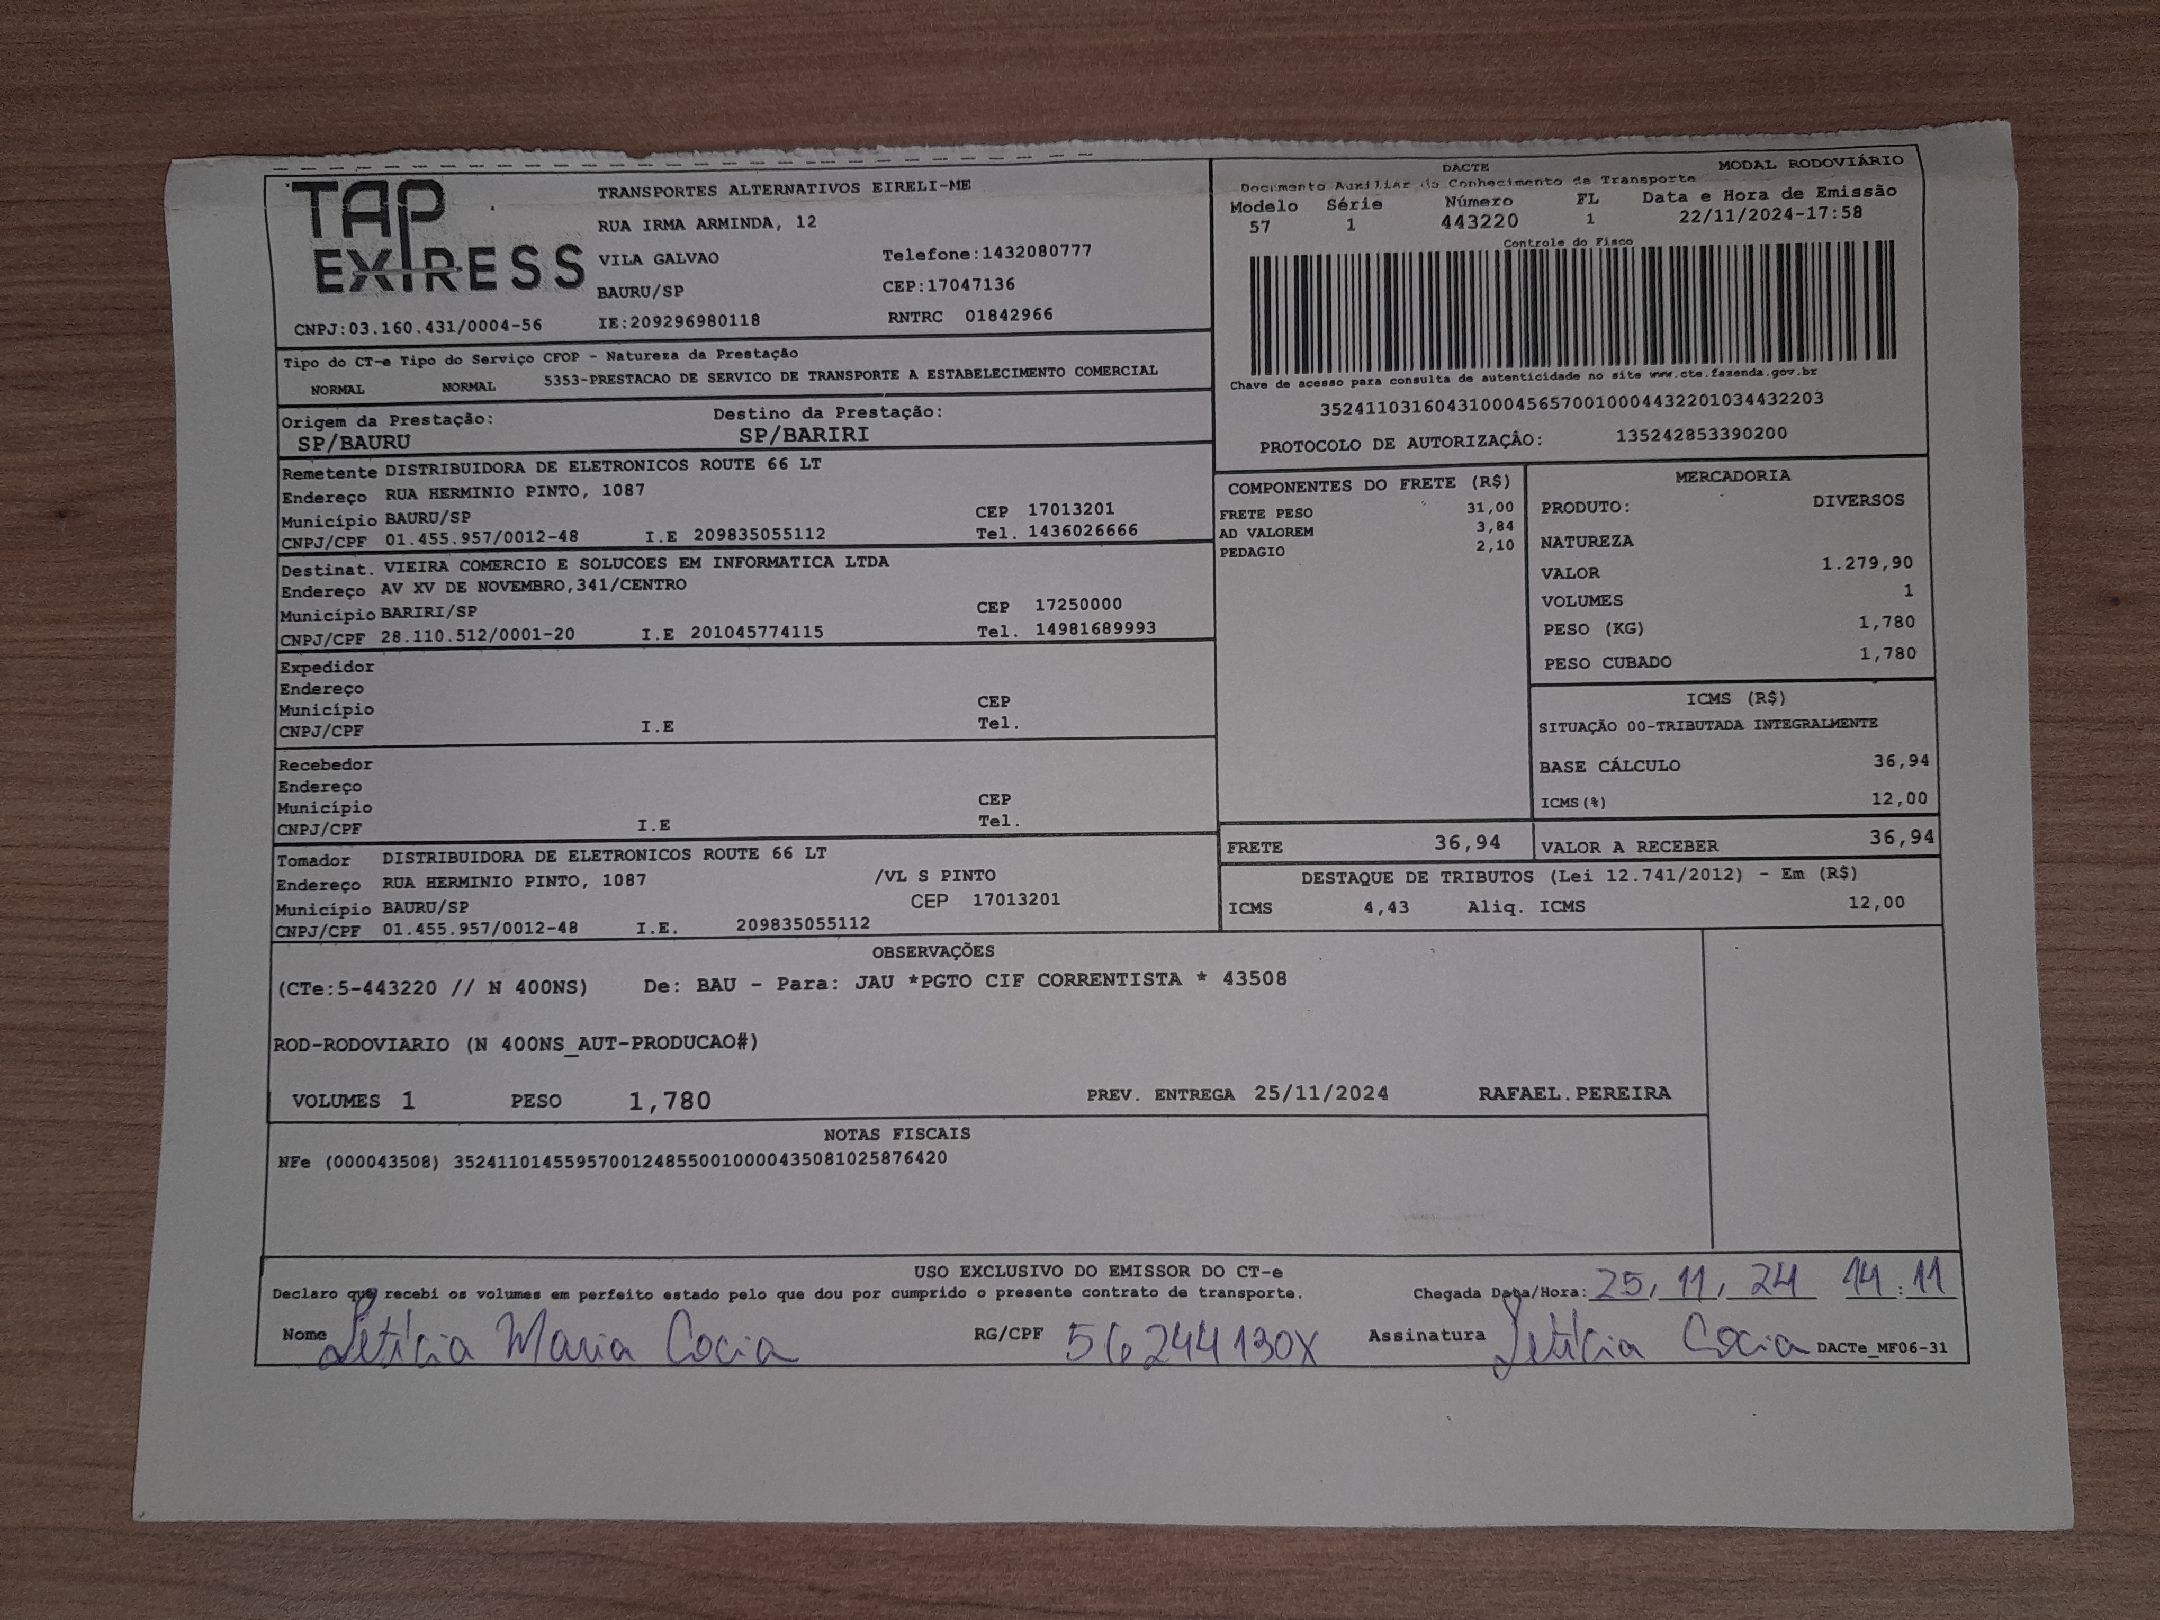 TAP
EXPRESS
TRANSPORTES ALTERNATIVOS EIRELI-ME
RUA IRMA ARMINDA, 12
VILA GALVAO Telefone:1432080777
BAURU/SP CEP:17047136
CNPJ:03.160.431/0004-56 IE:209296980118 RNTRC 01842966
DACTE MODAL RODOVIÁRIO
Documento Auxiliar do Conhecimento de Transporte
Modelo Série Número FL Data e Hora de Emissão
57 1 443220 1 22/11/2024-17:58
Controle do Fisco
Chave de acesso para consulta de autenticidade no site www.cte.fazenda.gov.br
35241103160431000456570010004432201034432203
PROTOCOLO DE AUTORIZAÇÂO: 135242853390200
Tipo do CT-e Tipo do Serviço CFOP - Natureza da Prestação
NORMAL NORMAL 5353-PRESTACAO DE SERVICO DE TRANSPORTE A ESTABELECIMENTO COMERCIAL
Origem da Prestação: Destino da Prestação:
SP/BAURU SP/BARIRI
Remetente DISTRIBUIDORA DE ELETRONICOS ROUTE 66 LT
Endereço RUA HERMINIO PINTO, 1087
Município BAURU/SP CEP 17013201
CNPJ/CPF 01.455.957/0012-48 I.E 209835055112 Tel. 1436026666
Destinat. VIEIRA COMERCIO E SOLUCOES EM INFORMATICA LTDA
Endereço AV XV DE NOVEMBRO,341/CENTRO
Município BARIRI/SP CEP 17250000
CNPJ/CPF 28.110.512/0001-20 I.E 201045774115 Tel. 14981689993
Expedidor
Endereço
Município CEP
CNPJ/CPF I.E Tel.
Recebedor
Endereço
Município CEP
CNPJ/CPF I.E Tel.
Tomador DISTRIBUIDORA DE ELETRONICOS ROUTE 66 LT
Endereço RUA HERMINIO PINTO, 1087 /VL S PINTO
Município BAURU/SP CEP 17013201
CNPJ/CPF 01.455.957/0012-48 I.E. 209835055112
COMPONENTES DO FRETE (R$)
FRETE PESO 31,00
AD VALOREM 3,84
PEDAGIO 2,10
MERCADORIA
PRODUTO: DIVERSOS
NATUREZA
VALOR 1.279,90
VOLUMES 1
PESO (KG) 1,780
PESO CUBADO 1,780
ICMS (R$)
SITUAÇÃO 00-TRIBUTADA INTEGRALMENTE
BASE CÁLCULO 36,94
ICMS(%) 12,00
FRETE 36,94 VALOR A RECEBER 36,94
DESTAQUE DE TRIBUTOS (Lei 12.741/2012) - Em (R$)
ICMS 4,43 Aliq. ICMS 12,00
OBSERVAÇÕES
(CTe:5-443220 // N 400NS) De: BAU - Para: JAU *PGTO CIF CORRENTISTA * 43508
ROD-RODOVIARIO (N 400NS_AUT-PRODUCAO#)
VOLUMES 1 PESO 1,780 PREV. ENTREGA 25/11/2024 RAFAEL.PEREIRA
NOTAS FISCAIS
NFe (000043508) 35241101455957001248550010000435081025876420
USO EXCLUSIVO DO EMISSOR DO CT-e
Declaro que recebi os volumes em perfeito estado pelo que dou por cumprido o presente contrato de transporte. Chegada Data/Hora: 25, 11, 24 14:11
Nome Letícia Maria Cocia RG/CPF 56244130X Assinatura Letícia Cocia DACTe_MF06-31